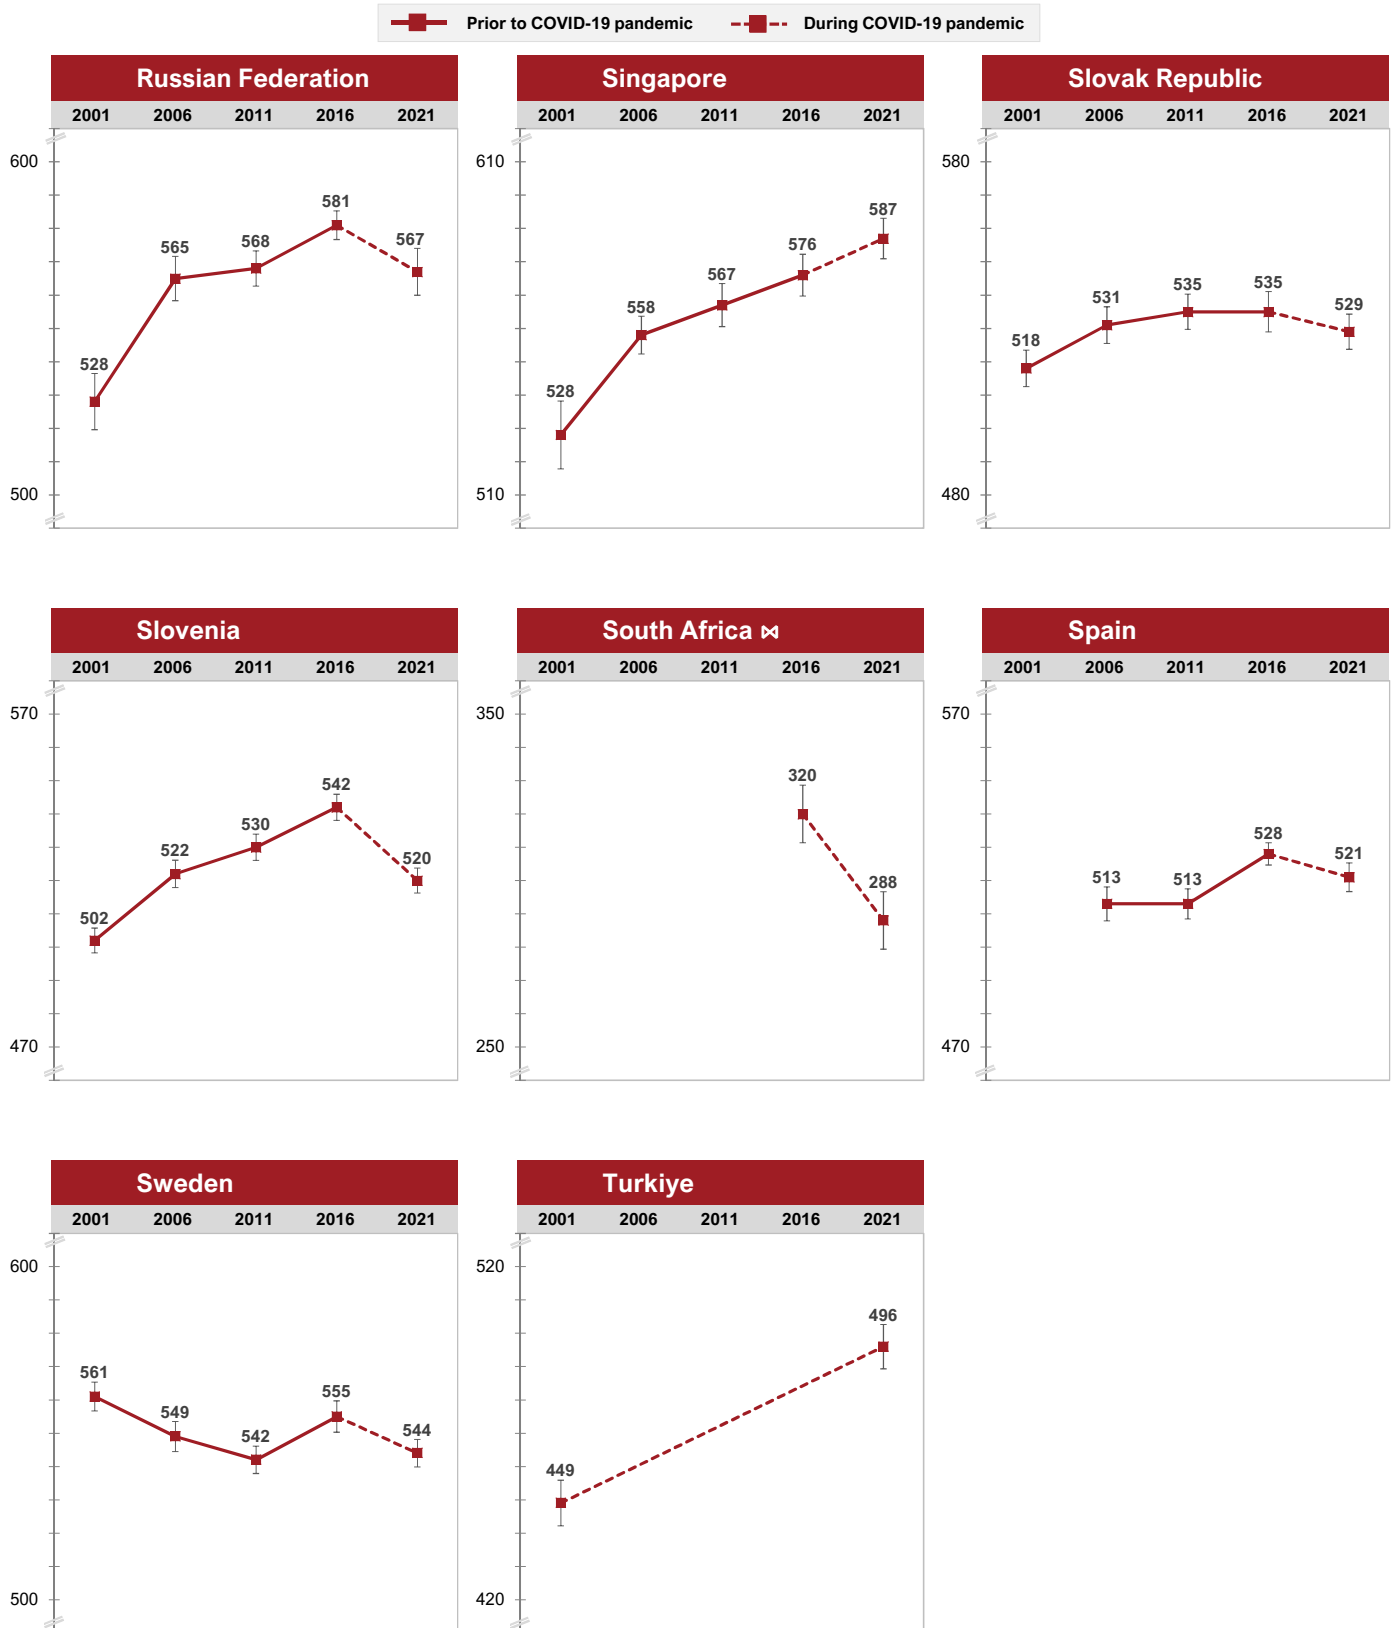 Prior to COVID-19 pandemic During COVID-19 pandemic
Russian Federation
2001 2006 2011 2016 2021
600
500
528
565
568
581
567
Singapore
2001 2006 2011 2016 2021
610
510
528
558
567
576
587
Slovak Republic
2001 2006 2011 2016 2021
580
480
518
531
535
535
529
Slovenia
2001 2006 2011 2016 2021
570
470
502
522
530
542
520
South Africa ⋈
2001 2006 2011 2016 2021
350
250
320
288
Spain
2001 2006 2011 2016 2021
570
470
513
513
528
521
Sweden
2001 2006 2011 2016 2021
600
500
561
549
542
555
544
Turkiye
2001 2006 2011 2016 2021
520
420
449
496